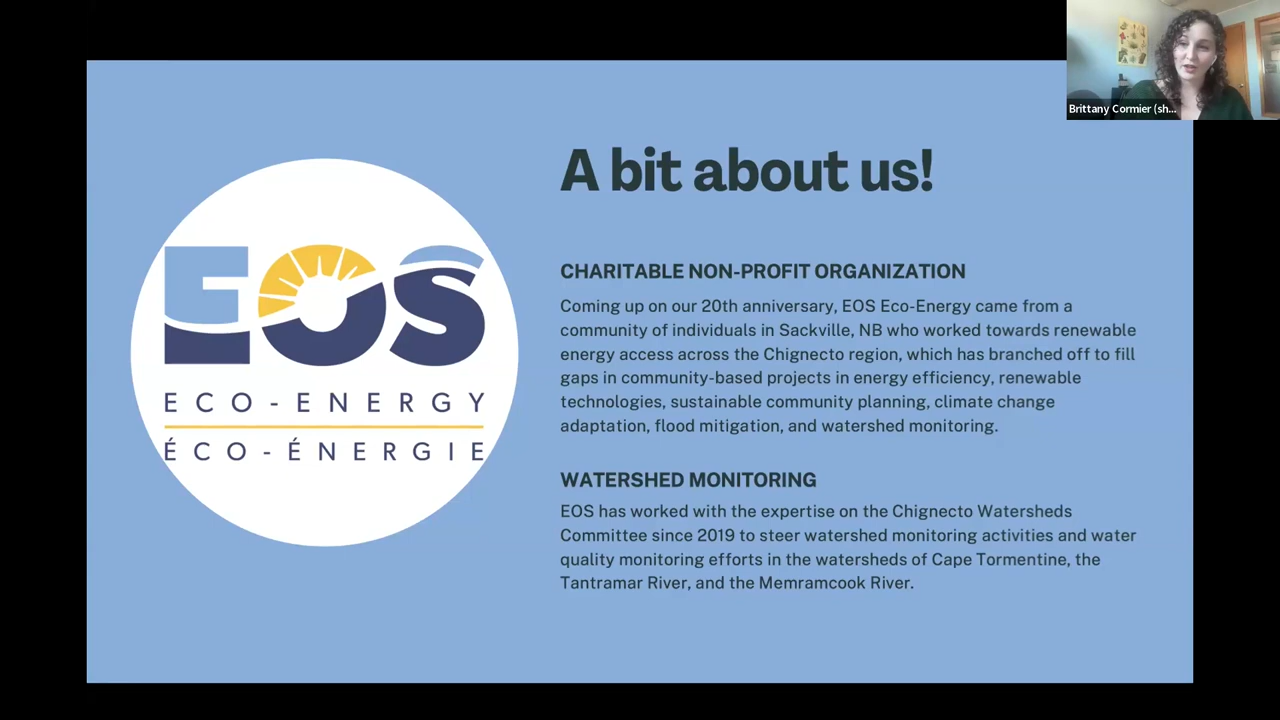 Brittany Cormier (sh...
A bit about us!
EOS
ECO-ENERGY
ÉCO-ÉNERGIE
CHARITABLE NON-PROFIT ORGANIZATION
Coming up on our 20th anniversary, EOS Eco-Energy came from a
community of individuals in Sackville, NB who worked towards renewable
energy access across the Chignecto region, which has branched off to fill
gaps in community-based projects in energy efficiency, renewable
technologies, sustainable community planning, climate change
adaptation, flood mitigation, and watershed monitoring.
WATERSHED MONITORING
EOS has worked with the expertise on the Chignecto Watersheds
Committee since 2019 to steer watershed monitoring activities and water
quality monitoring efforts in the watersheds of Cape Tormentine, the
Tantramar River, and the Memramcook River.